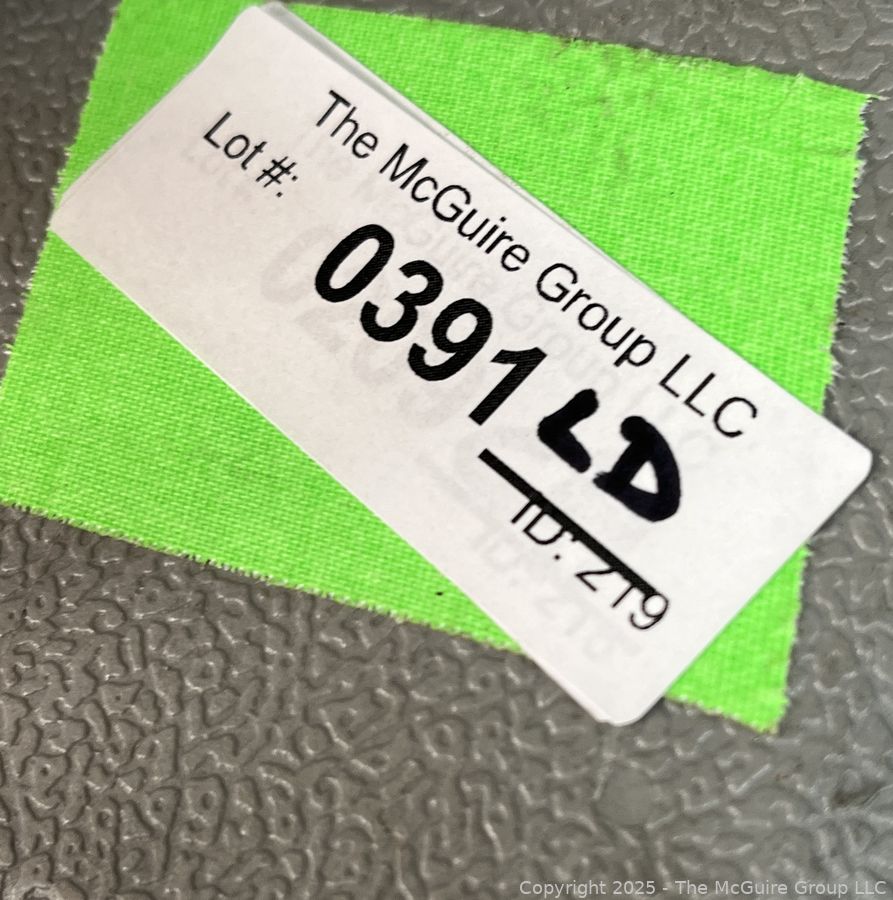 The McGuire Group LLC
Lot #:
0391 LD
ID: 219
Copyright 2025 - The McGuire Group LLC